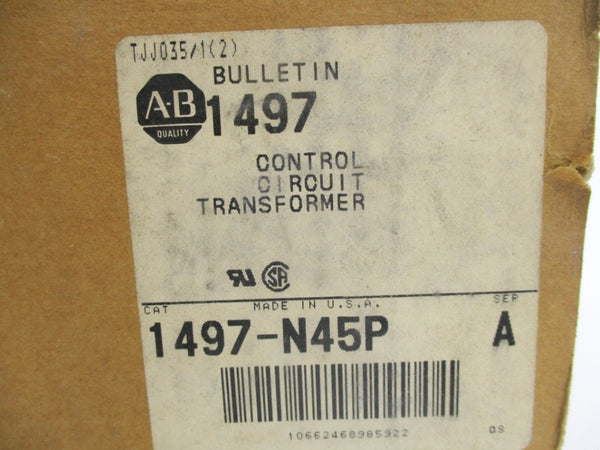 TJJ035/1(2)
BULLETIN
A-B
QUALITY
1497
CONTROL
CIRCUIT
TRANSFORMER
MADE IN U.S.A.
CAT
SER
1497-N45P
A
10662468985922
OS